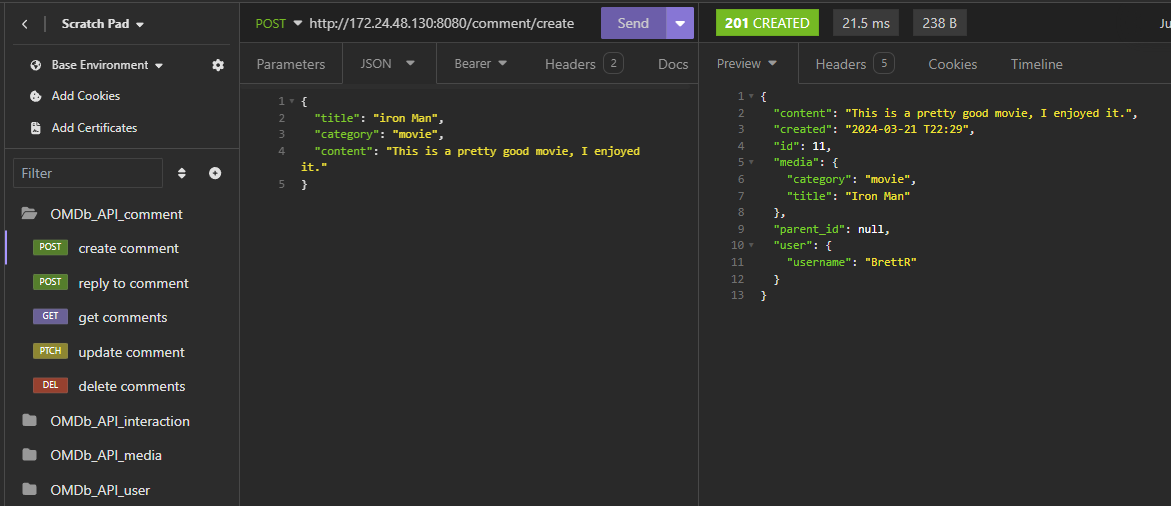 Scratch Pad
Base Environment
Add Cookies
Add Certificates
Filter
OMDb_API_comment
POST create comment
POST reply to comment
GET get comments
PTCH update comment
DEL delete comments
OMDb_API_interaction
OMDb_API_media
OMDb_API_user
POST http://172.24.48.130:8080/comment/create Send
Parameters JSON Bearer Headers 2 Docs
1 {
2 "title": "iron Man",
3 "category": "movie",
4 "content": "This is a pretty good movie, I enjoyed
it."
5 }
201 CREATED 21.5 ms 238 B
Preview Headers 5 Cookies Timeline
1 {
2 "content": "This is a pretty good movie, I enjoyed it.",
3 "created": "2024-03-21 T22:29",
4 "id": 11,
5 "media": {
6 "category": "movie",
7 "title": "Iron Man"
8 },
9 "parent_id": null,
10 "user": {
11 "username": "BrettR"
12 }
13 }